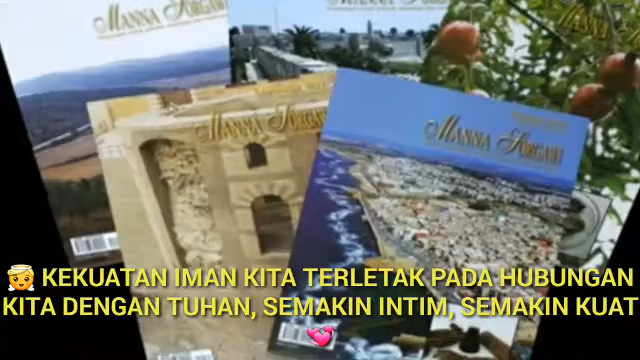 MANNA SORGAWI
MANNA SORGAWI
MANNA SORGAWI
👼 KEKUATAN IMAN KITA TERLETAK PADA HUBUNGAN
KITA DENGAN TUHAN, SEMAKIN INTIM, SEMAKIN KUAT
💞